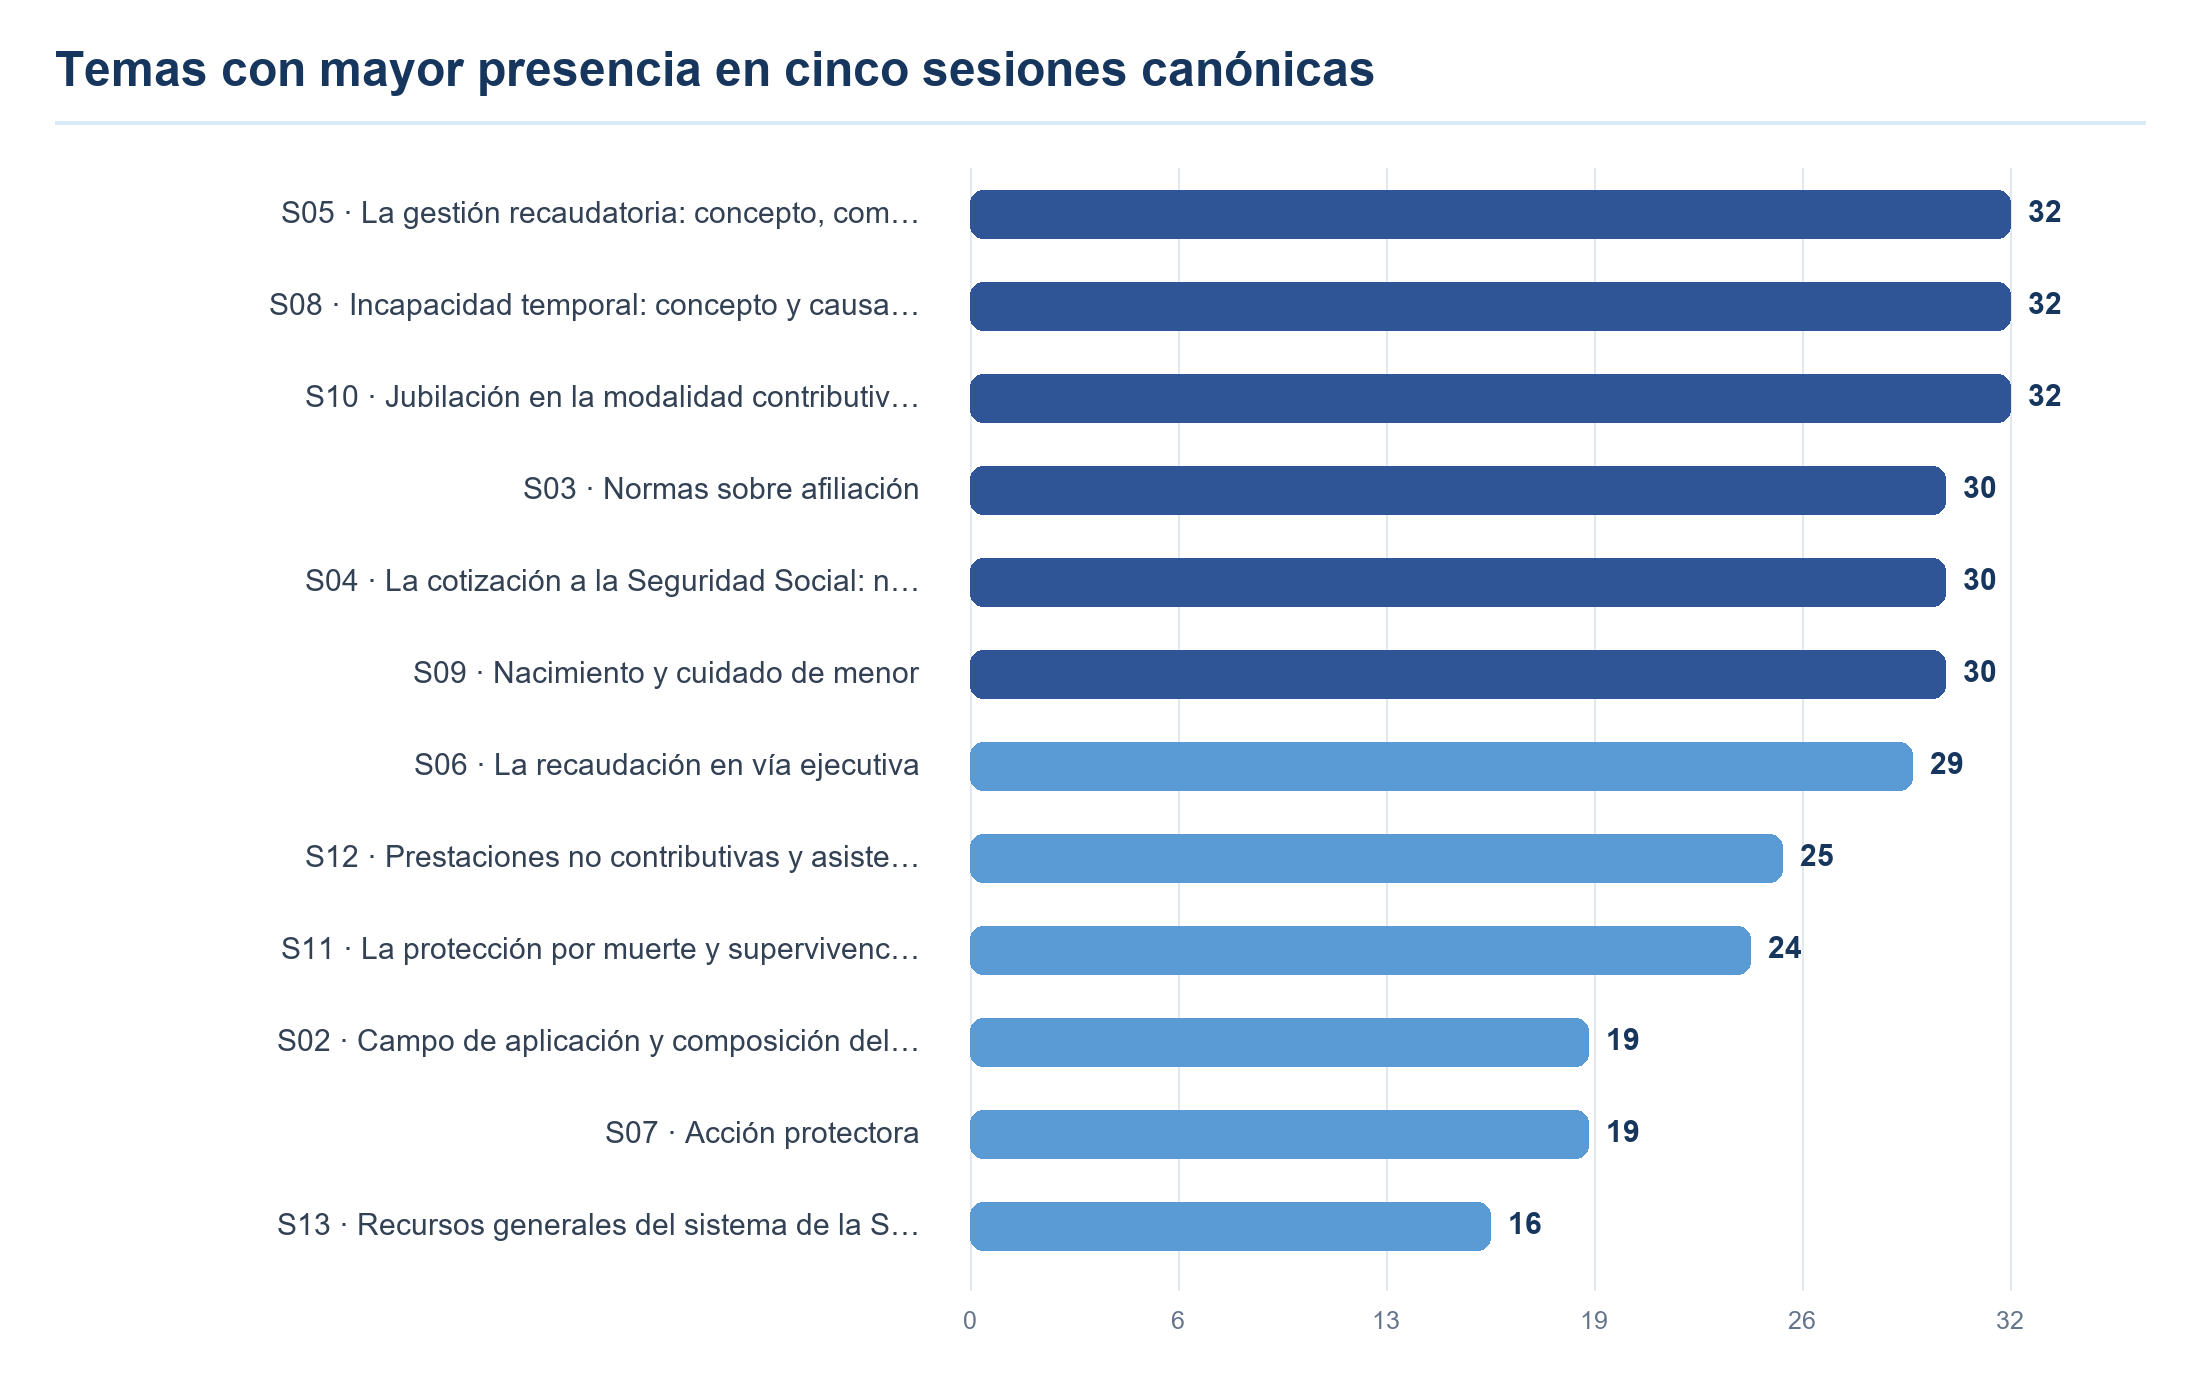 Temas con mayor presencia en cinco sesiones canónicas
S05 · La gestión recaudatoria: concepto, com… 32
S08 · Incapacidad temporal: concepto y causa… 32
S10 · Jubilación en la modalidad contributiv… 32
S03 · Normas sobre afiliación 30
S04 · La cotización a la Seguridad Social: n… 30
S09 · Nacimiento y cuidado de menor 30
S06 · La recaudación en vía ejecutiva 29
S12 · Prestaciones no contributivas y asiste… 25
S11 · La protección por muerte y supervivenc… 24
S02 · Campo de aplicación y composición del… 19
S07 · Acción protectora 19
S13 · Recursos generales del sistema de la S… 16
0 6 13 19 26 32